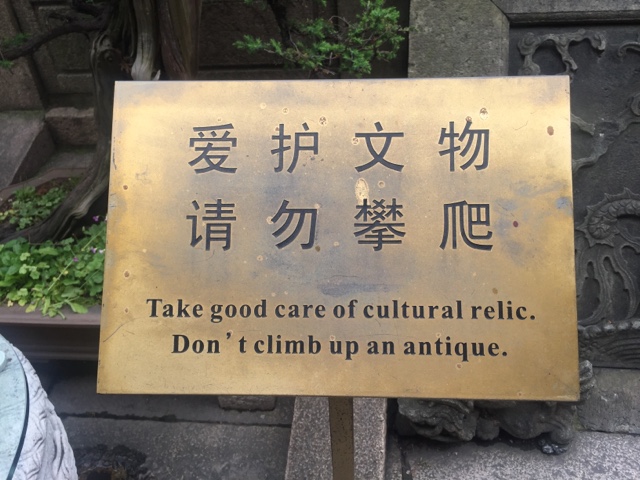 爱护文物
请勿攀爬
Take good care of cultural relic.
Don't climb up an antique.